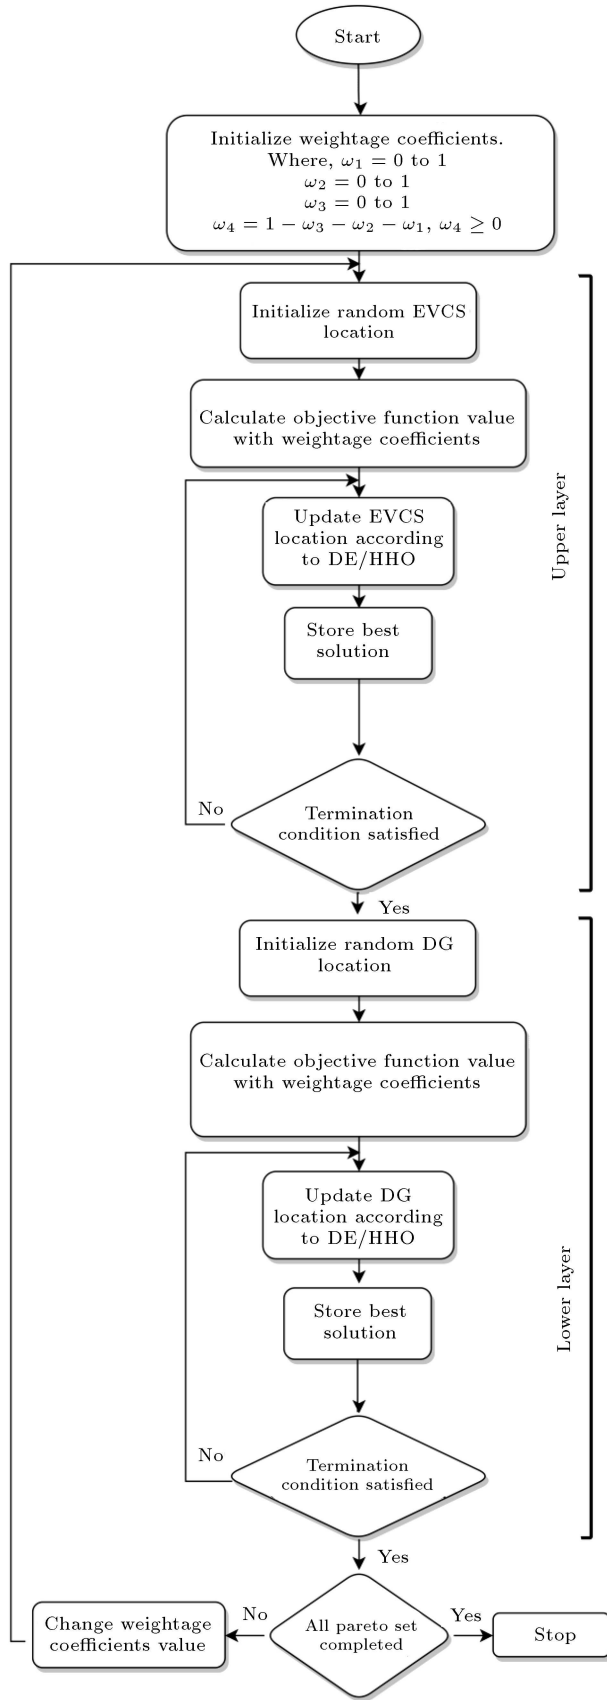 Start
Initialize weightage coefficients.
Where, ω₁ = 0 to 1
ω₂ = 0 to 1
ω₃ = 0 to 1
ω₄ = 1 − ω₃ − ω₂ − ω₁, ω₄ ≥ 0
Initialize random EVCS
location
Calculate objective function value
with weightage coefficients
Update EVCS
location according
to DE/HHO
Store best
solution
Termination
condition satisfied
No
Yes
Upper layer
Initialize random DG
location
Calculate objective function value
with weightage coefficients
Update DG
location according
to DE/HHO
Store best
solution
Termination
condition satisfied
No
Yes
Lower layer
All pareto set
completed
No
Yes
Change weightage
coefficients value
Stop